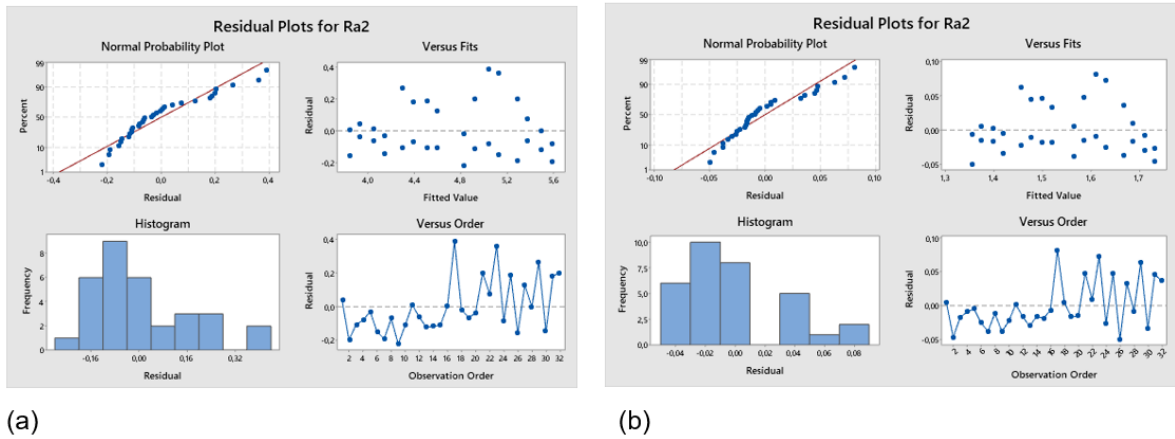 Residual Plots for Ra2
Normal Probability Plot
99
90
50
10
1
Percent
-0,4 -0,2 0,0 0,2 0,4
Residual
Versus Fits
0,4
0,2
0,0
-0,2
Residual
4,0 4,4 4,8 5,2 5,6
Fitted Value
Histogram
8
6
4
2
0
Frequency
-0,16 0,00 0,16 0,32
Residual
Versus Order
0,4
0,2
0,0
-0,2
Residual
2 4 6 8 10 12 14 16 18 20 22 24 26 28 30 32
Observation Order
(a)
Residual Plots for Ra2
Normal Probability Plot
99
90
50
10
1
Percent
-0,10 -0,05 0,00 0,05 0,10
Residual
Versus Fits
0,10
0,05
0,00
-0,05
Residual
1,3 1,4 1,5 1,6 1,7
Fitted Value
Histogram
10,0
7,5
5,0
2,5
0,0
Frequency
-0,04 -0,02 0,00 0,02 0,04 0,06 0,08
Residual
Versus Order
0,10
0,05
0,00
-0,05
Residual
2 4 6 8 10 12 14 16 18 20 22 24 26 28 30 32
Observation Order
(b)